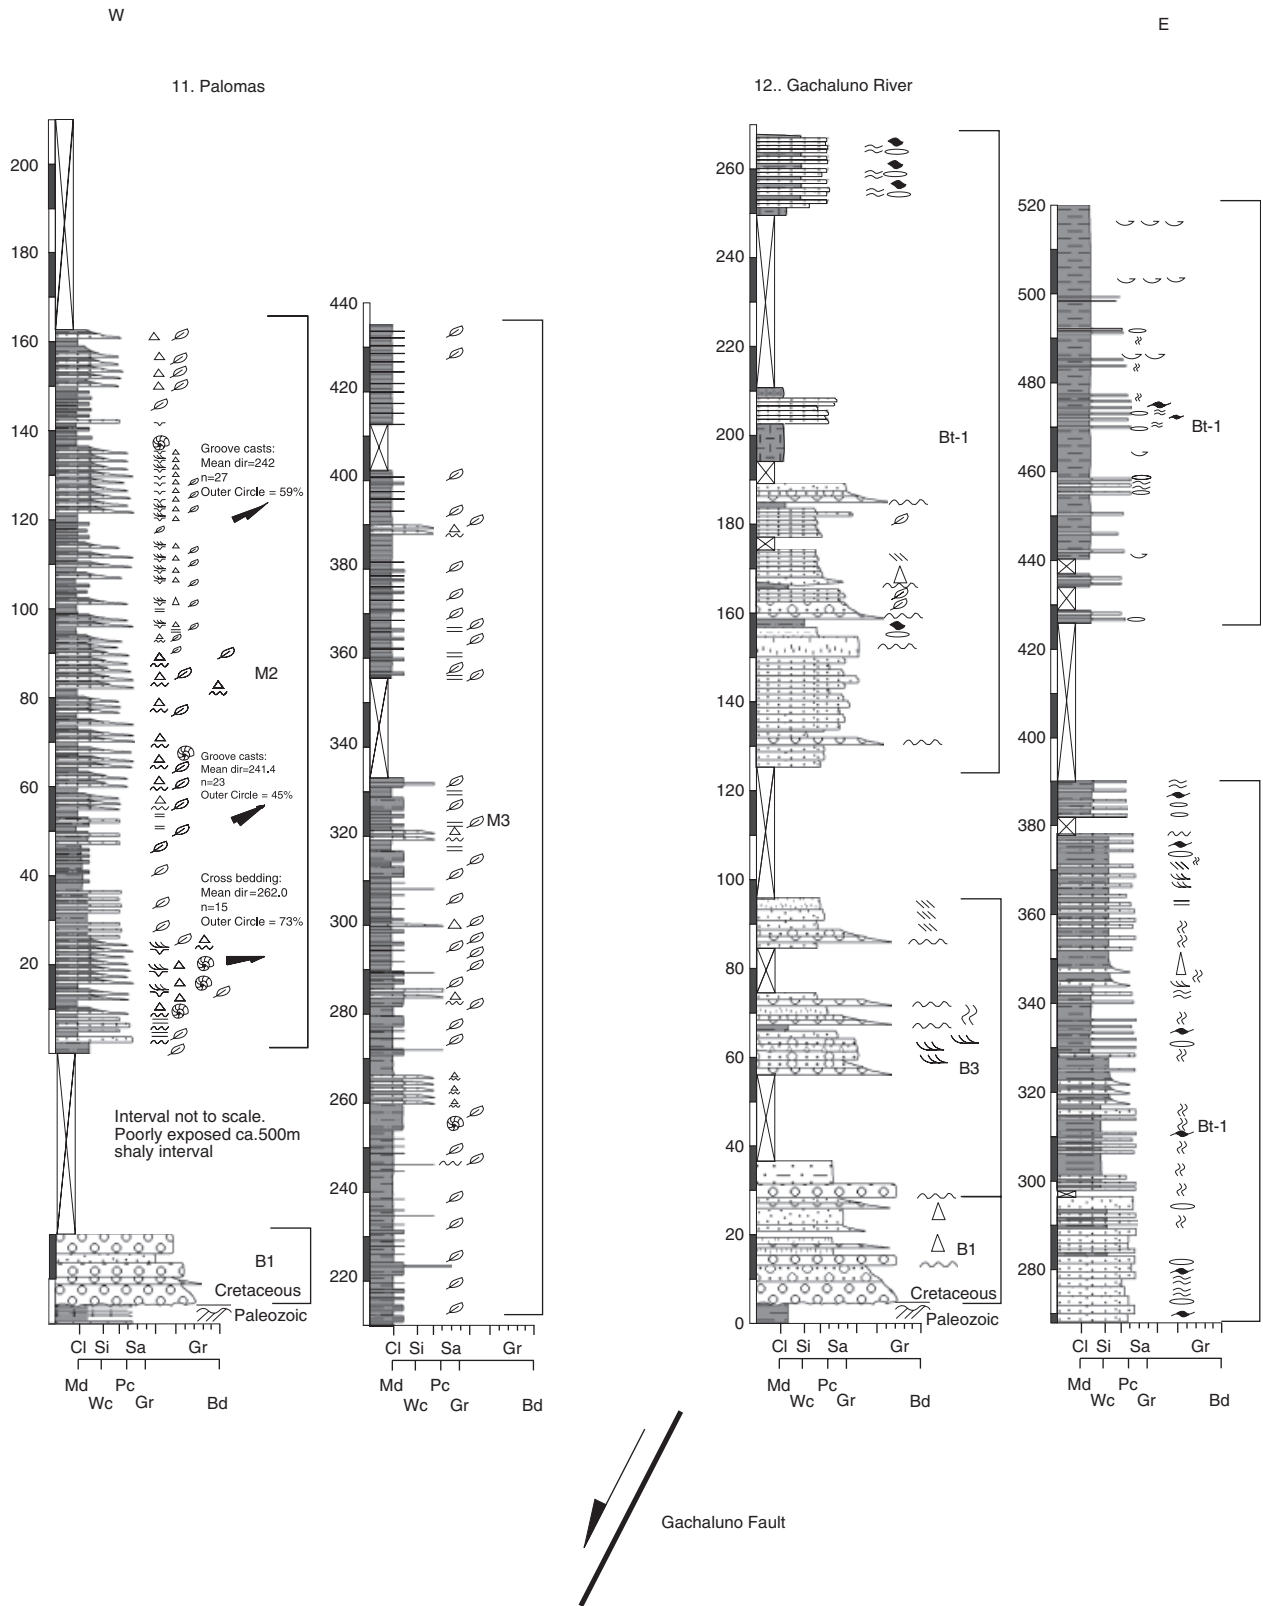 W
E
11. Palomas
12.. Gachaluno River
200
180
160
140
120
100
80
60
40
20
Groove casts:
Mean dir=242
n=27
Outer Circle = 59%
M2
Groove casts:
Mean dir=241.4
n=23
Outer Circle = 45%
Cross bedding:
Mean dir=262.0
n=15
Outer Circle = 73%
Interval not to scale.
Poorly exposed ca.500m
shaly interval
B1
Cretaceous
Paleozoic
Cl Si Sa Gr
Md Wc Pc Gr Bd
440
420
400
380
360
340
320
300
280
260
240
220
M3
Cl Si Sa Gr
Md Wc Pc Gr Bd
260
240
220
200
180
160
140
120
100
80
60
40
20
0
Bt-1
B3
B1
Cretaceous
Paleozoic
Cl Si Sa Gr
Md Wc Pc Gr Bd
520
500
480
460
440
420
400
380
360
340
320
300
280
Bt-1
Bt-1
Cl Si Sa Gr
Md Wc Pc Gr Bd
Gachaluno Fault